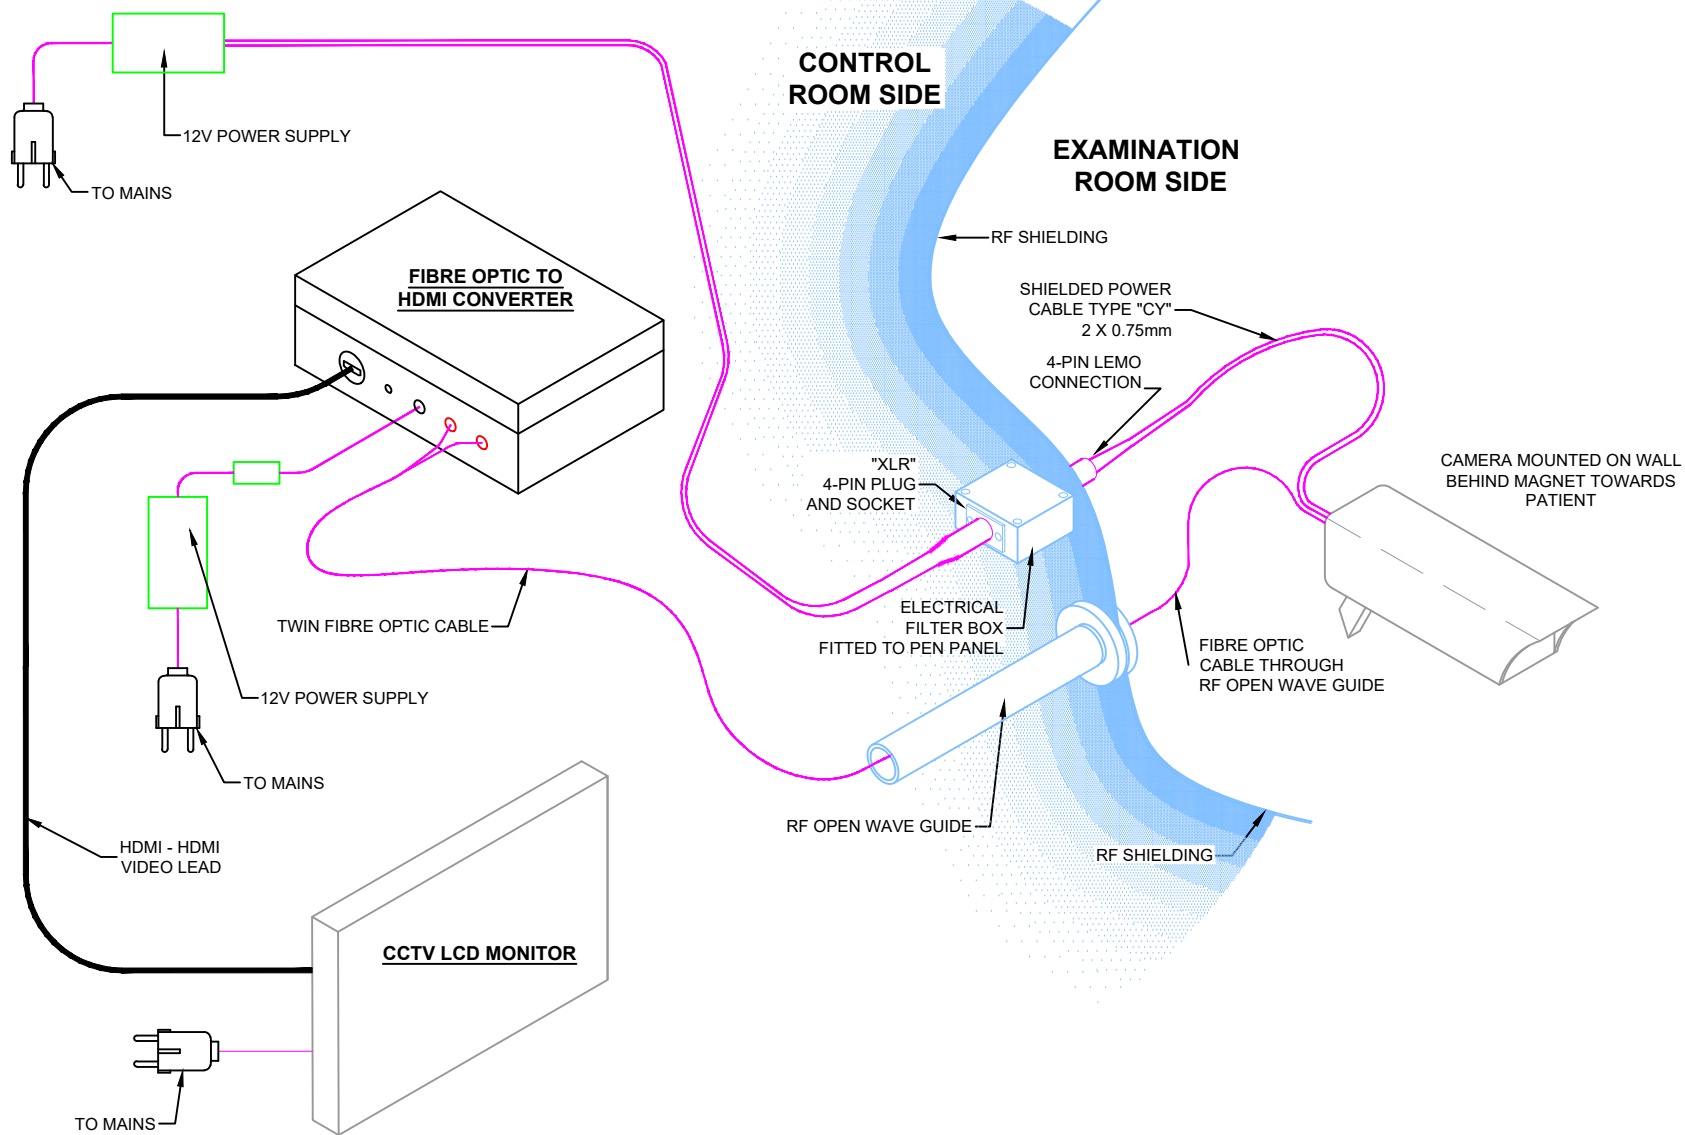 CONTROL
ROOM SIDE
12V POWER SUPPLY
EXAMINATION
ROOM SIDE
TO MAINS
RF SHIELDING
FIBRE OPTIC TO
HDMI CONVERTER
SHIELDED POWER
CABLE TYPE "CY"
2 X 0.75mm
4-PIN LEMO
CONNECTION
"XLR"
4-PIN PLUG
AND SOCKET
CAMERA MOUNTED ON WALL
BEHIND MAGNET TOWARDS
PATIENT
ELECTRICAL
FILTER BOX
FITTED TO PEN PANEL
TWIN FIBRE OPTIC CABLE
FIBRE OPTIC
CABLE THROUGH
RF OPEN WAVE GUIDE
12V POWER SUPPLY
TO MAINS
RF OPEN WAVE GUIDE
HDMI - HDMI
VIDEO LEAD
RF SHIELDING
CCTV LCD MONITOR
TO MAINS